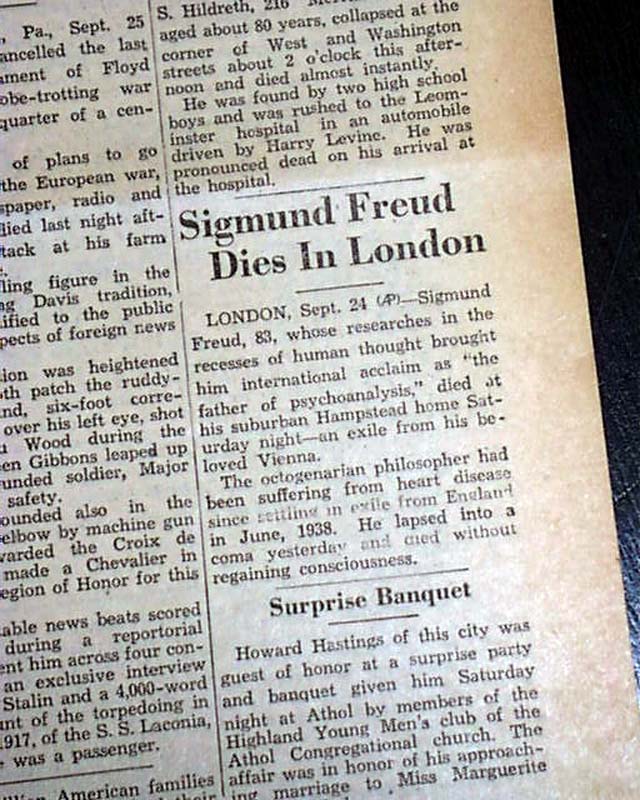 , Pa., Sept. 25
ancelled the last
ament of Floyd
obe-trotting war
quarter of a cen-
of plans to go
the European war,
spaper, radio and
died last night aft-
tack at his farm
e.
ling figure in the
ng Davis tradition,
ified to the public
pects of foreign news
ion was heightened
oth patch the ruddy-
nd, six-foot corre-
over his left eye, shot
u Wood during the
en Gibbons leaped up
unded soldier, Major
safety.
ounded also in the
elbow by machine gun
warded the Croix de
made a Chevalier in
egion of Honor for this
able news beats scored
during a reportorial
ent him across four con-
an exclusive interview
Stalin and a 4,000-word
unt of the torpedoing in
1917, of the S. S. Laconia,
was a passenger.
American families
S. Hildreth, 216
aged about 80 years, collapsed at the
corner of West and Washington
streets about 2 o'clock this after-
noon and died almost instantly.
He was found by two high school
boys and was rushed to the Leom-
inster hospital in an automobile
driven by Harry Levine. He was
pronounced dead on his arrival at
the hospital.
Sigmund Freud
Dies In London
LONDON, Sept. 24 (AP)—Sigmund
Freud, 83, whose researches in the
recesses of human thought brought
him international acclaim as "the
father of psychoanalysis," died at
his suburban Hampstead home Sat-
urday night—an exile from his be-
loved Vienna.
The octogenarian philosopher had
been suffering from heart disease
since settling in exile from England
in June, 1938. He lapsed into a
coma yesterday and died without
regaining consciousness.
Surprise Banquet
Howard Hastings of this city was
guest of honor at a surprise party
and banquet given him Saturday
night at Athol by members of the
Highland Young Men's club of the
Athol Congregational church. The
affair was in honor of his approach-
ing marriage to Miss Marguerite